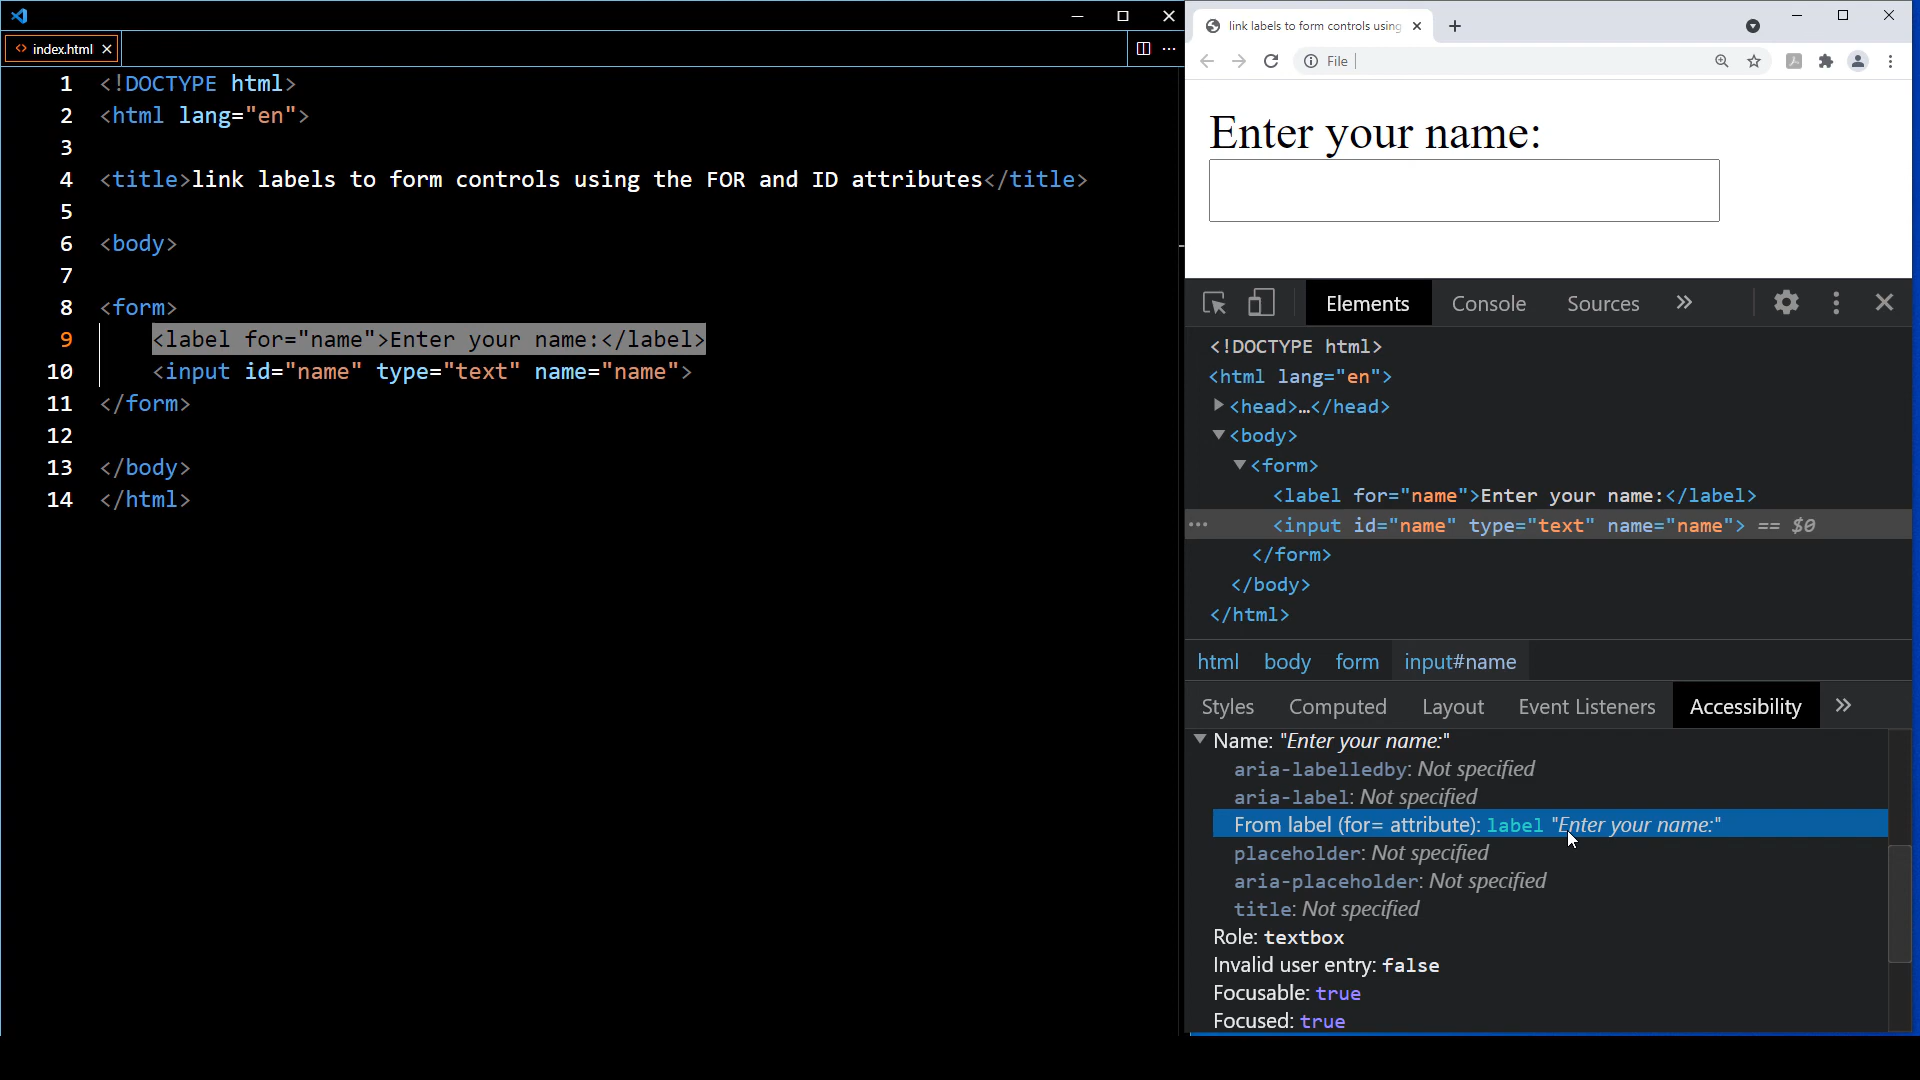 index.html
1 <!DOCTYPE html>
2 <html lang="en">
3
4 <title>link labels to form controls using the FOR and ID attributes</title>
5
6 <body>
7
8 <form>
9 <label for="name">Enter your name:</label>
10 <input id="name" type="text" name="name">
11 </form>
12
13 </body>
14 </html>
link labels to form controls using
File
Enter your name:
Elements Console Sources
<!DOCTYPE html>
<html lang="en">
<head>…</head>
<body>
<form>
<label for="name">Enter your name:</label>
<input id="name" type="text" name="name"> == $0
</form>
</body>
</html>
html body form input#name
Styles Computed Layout Event Listeners Accessibility
Name: "Enter your name:"
aria-labelledby: Not specified
aria-label: Not specified
From label (for= attribute): label "Enter your name:"
placeholder: Not specified
aria-placeholder: Not specified
title: Not specified
Role: textbox
Invalid user entry: false
Focusable: true
Focused: true